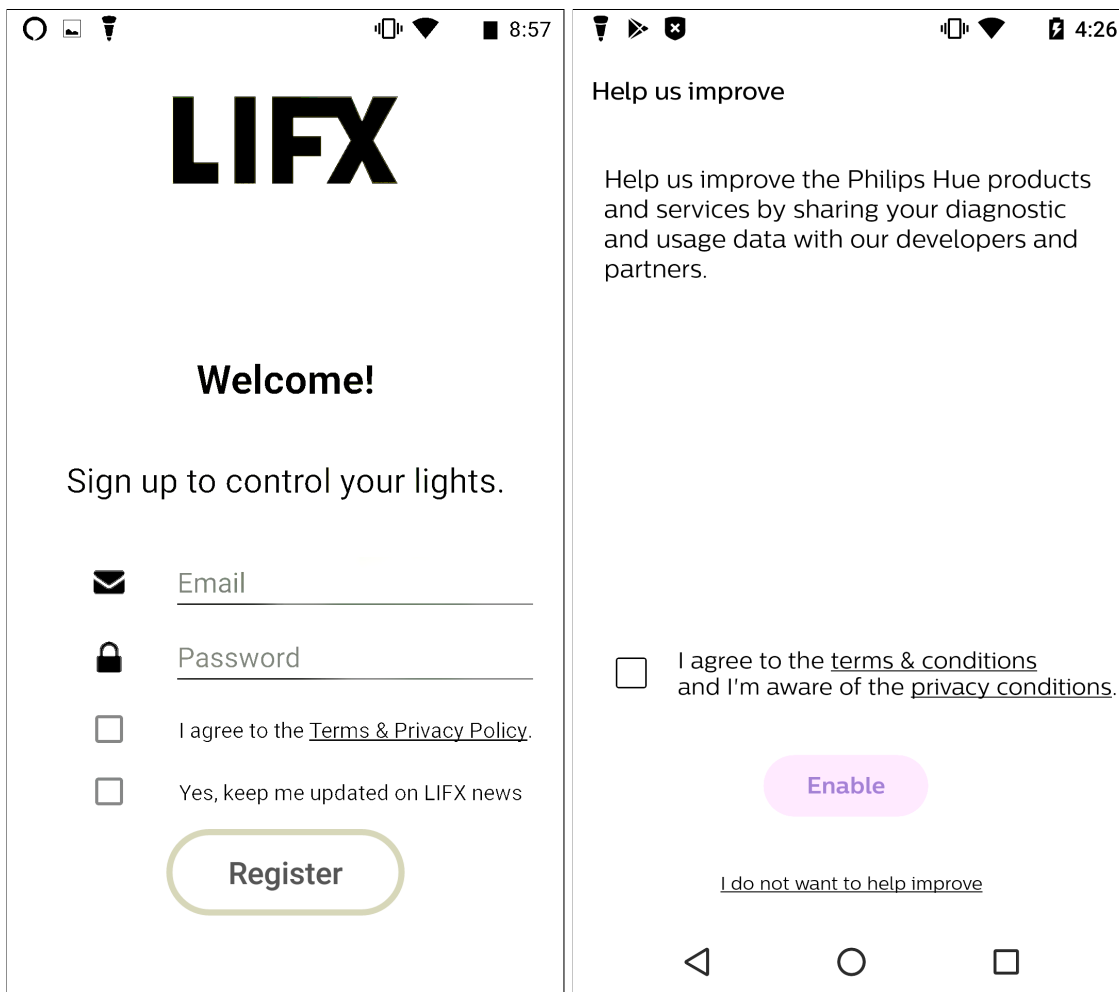 8:57
LIFX
Welcome!
Sign up to control your lights.
Email
Password
I agree to the Terms & Privacy Policy.
Yes, keep me updated on LIFX news
Register
4:26
Help us improve
Help us improve the Philips Hue products
and services by sharing your diagnostic
and usage data with our developers and
partners.
I agree to the terms & conditions
and I'm aware of the privacy conditions.
Enable
I do not want to help improve